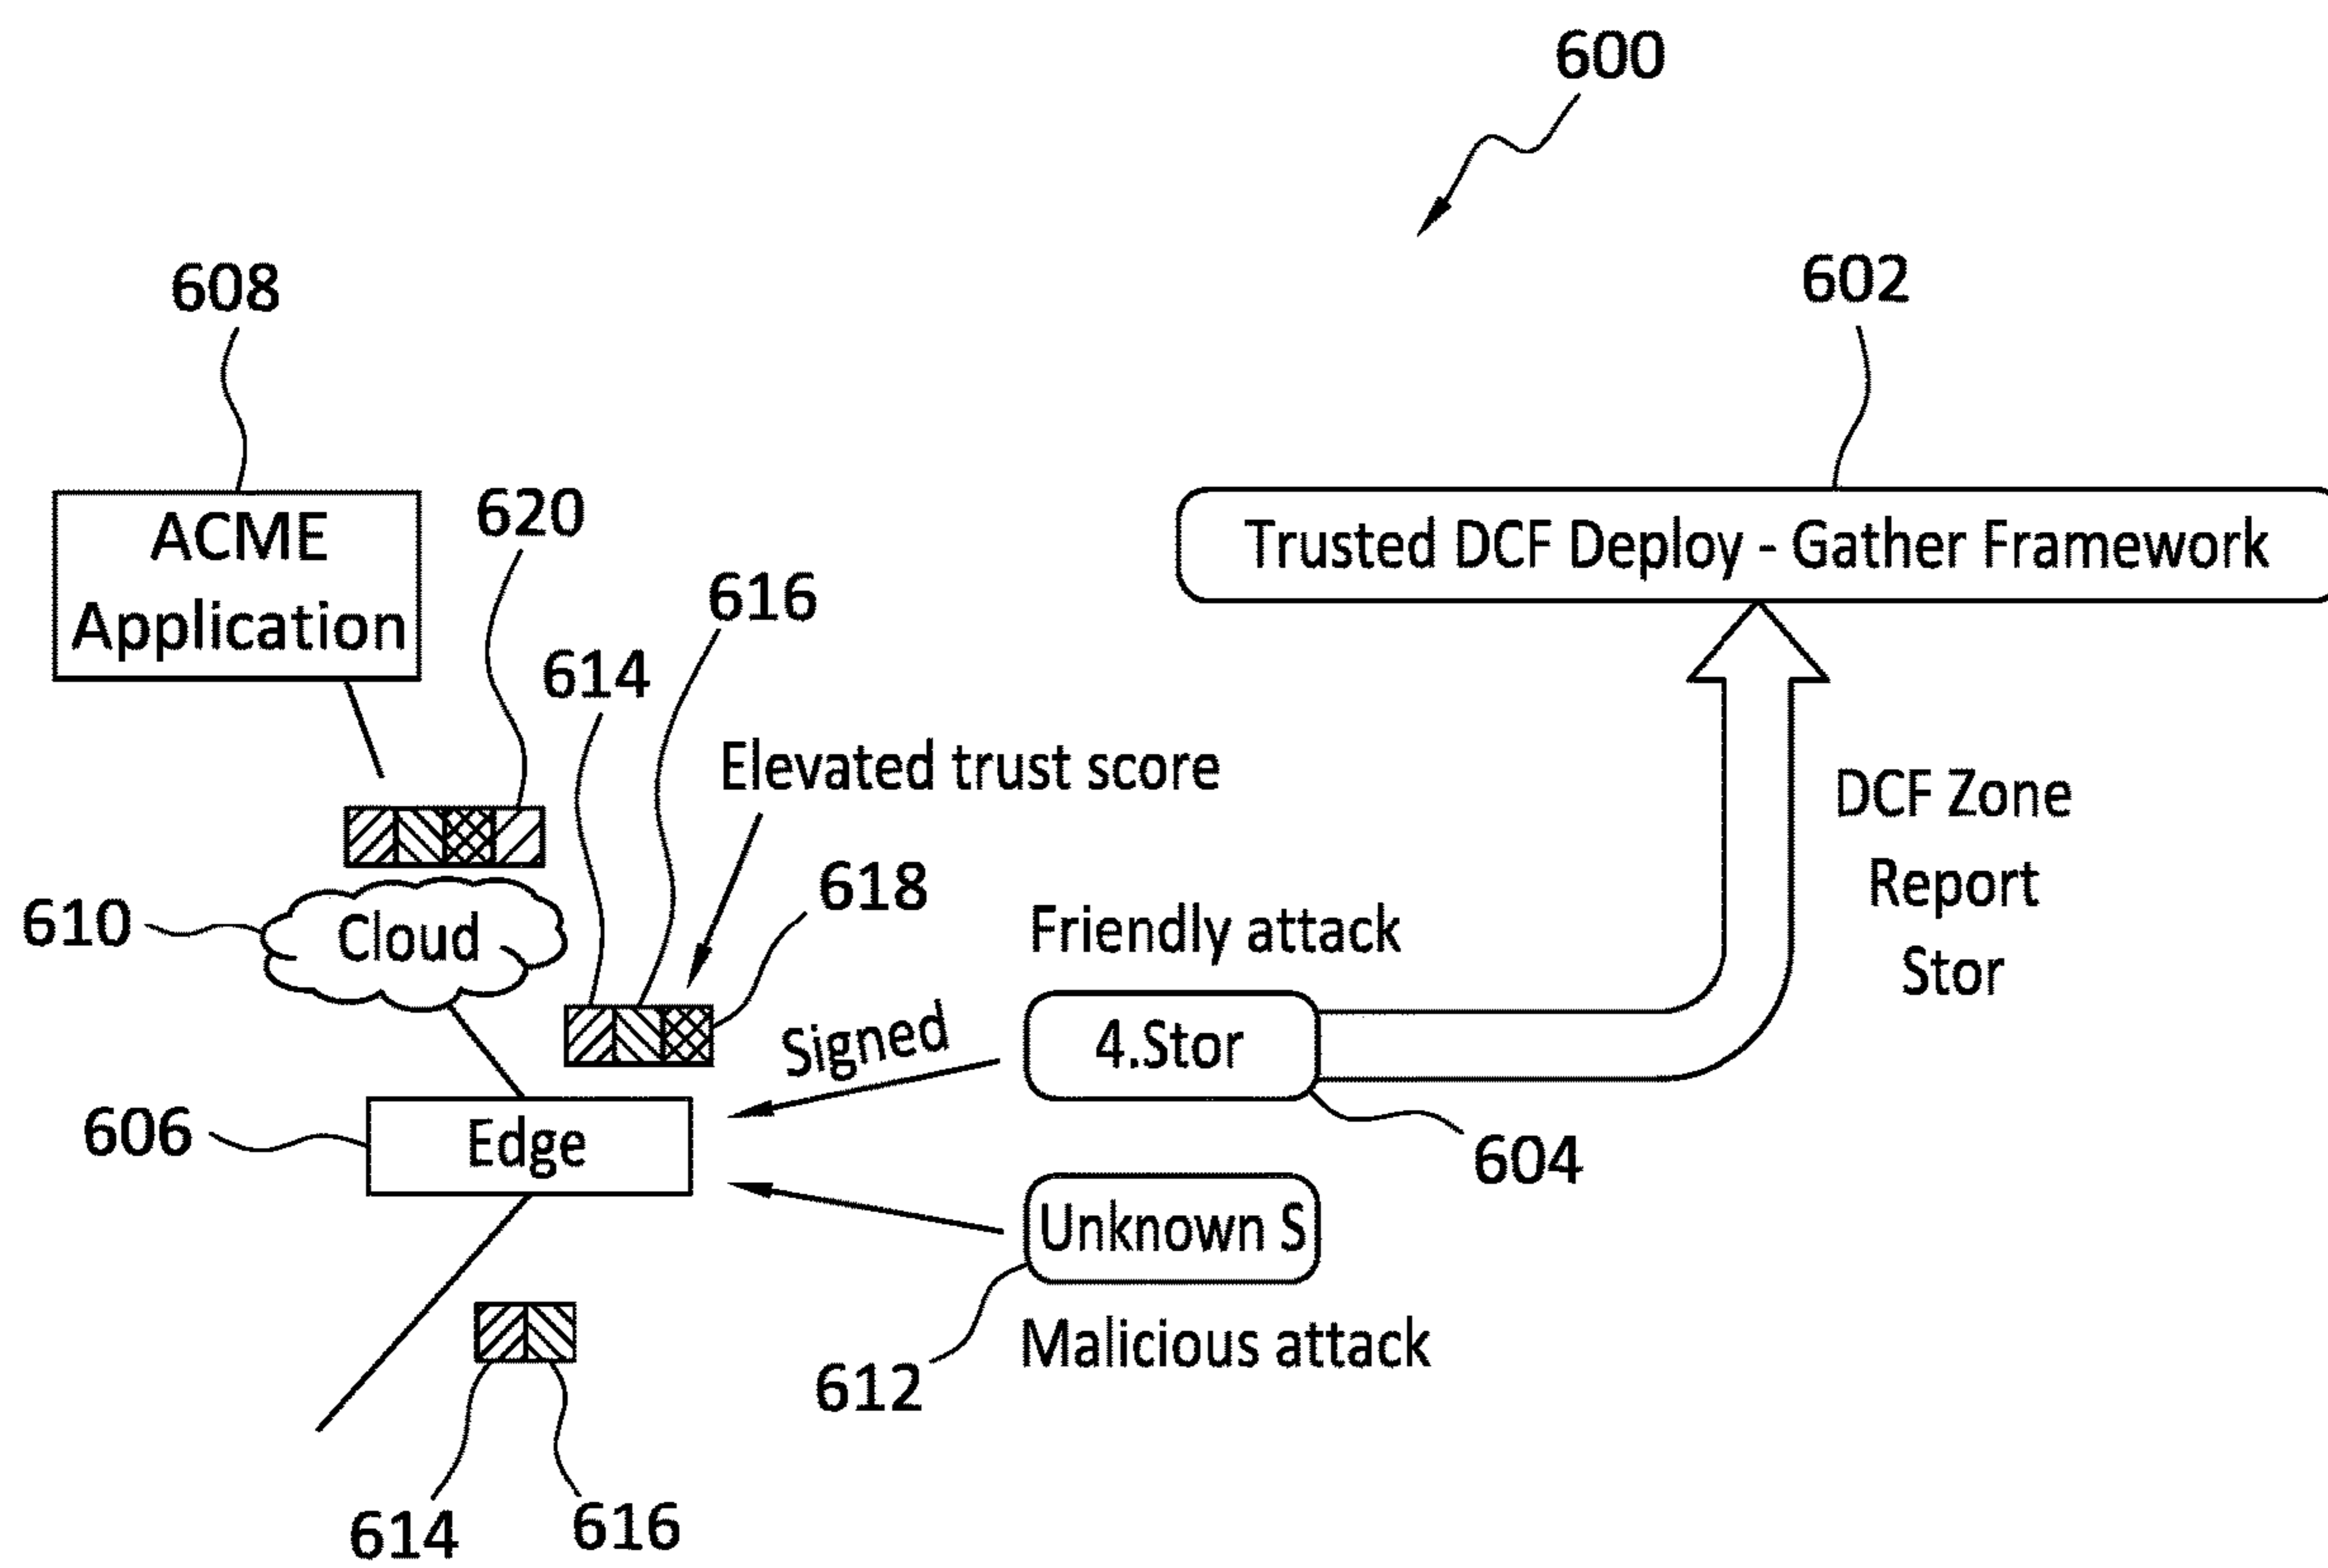 600
608
602
ACME
Application
620
Trusted DCF Deploy - Gather Framework
616
614
Elevated trust score
DCF Zone
Report
Stor
618
610
Cloud
Friendly attack
Signed
4.Stor
606
Edge
604
Unknown S
612
Malicious attack
614
616